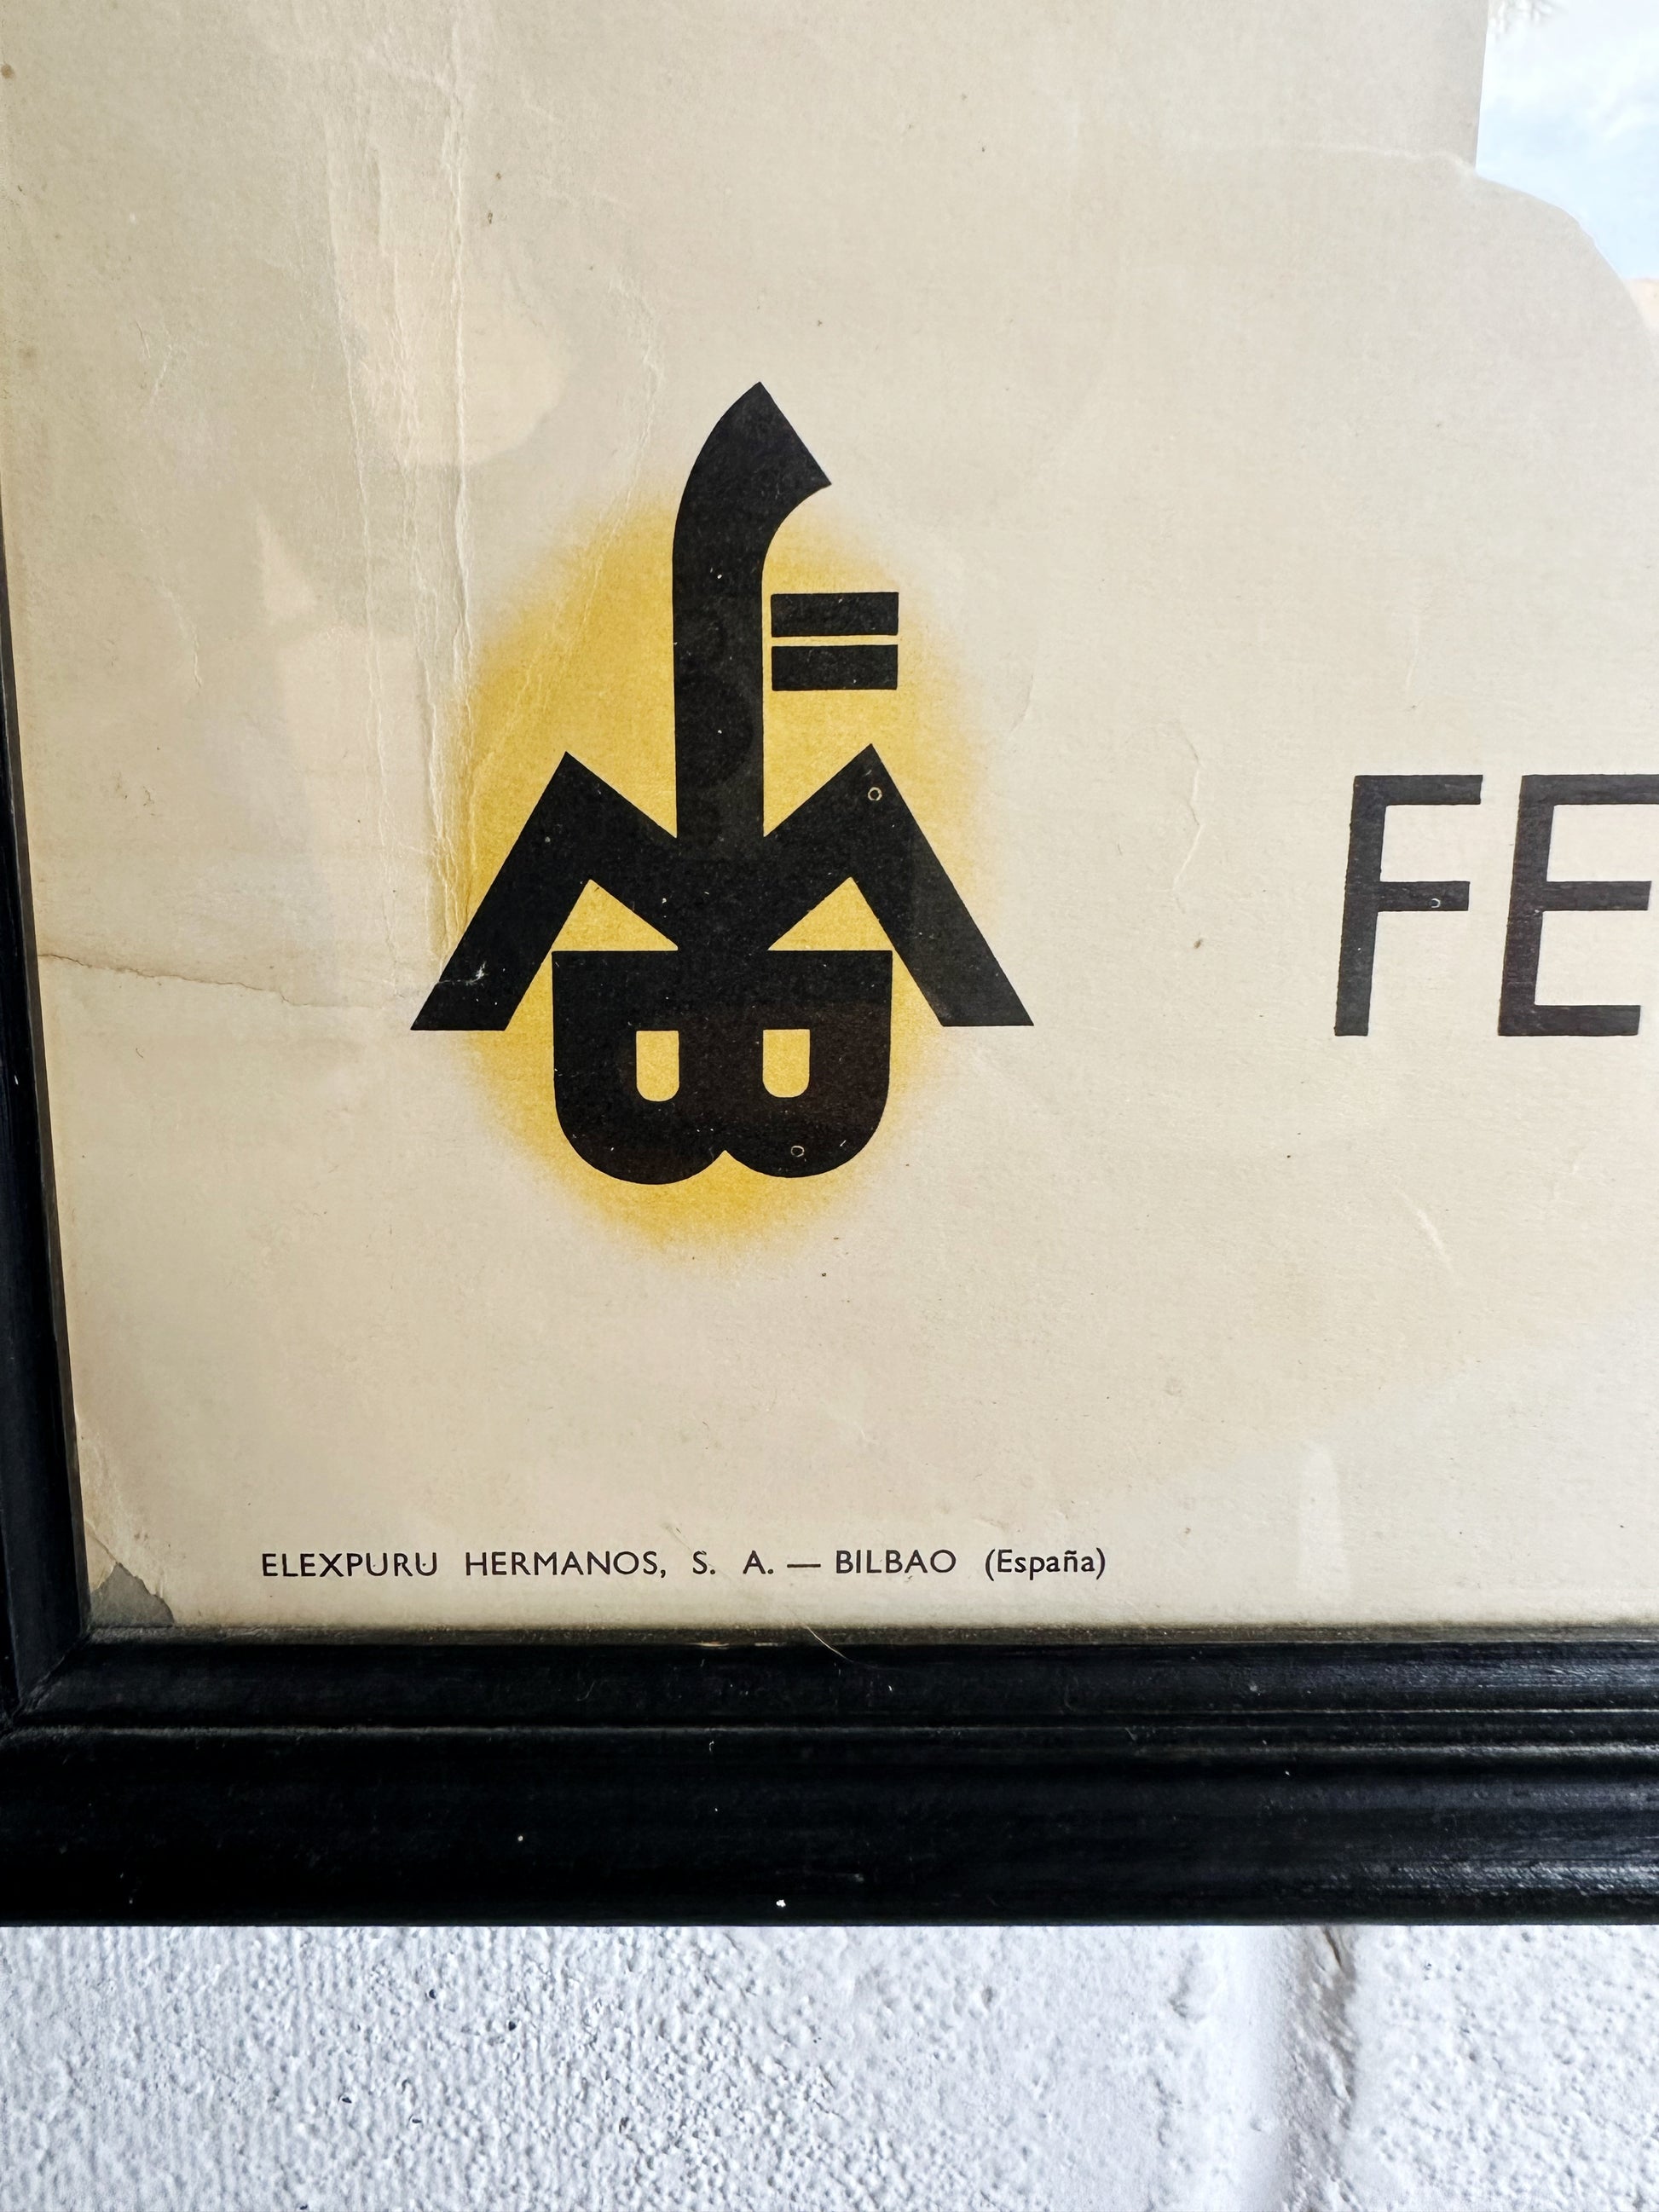 FE
ELEXPURU HERMANOS, S. A. — BILBAO (España)